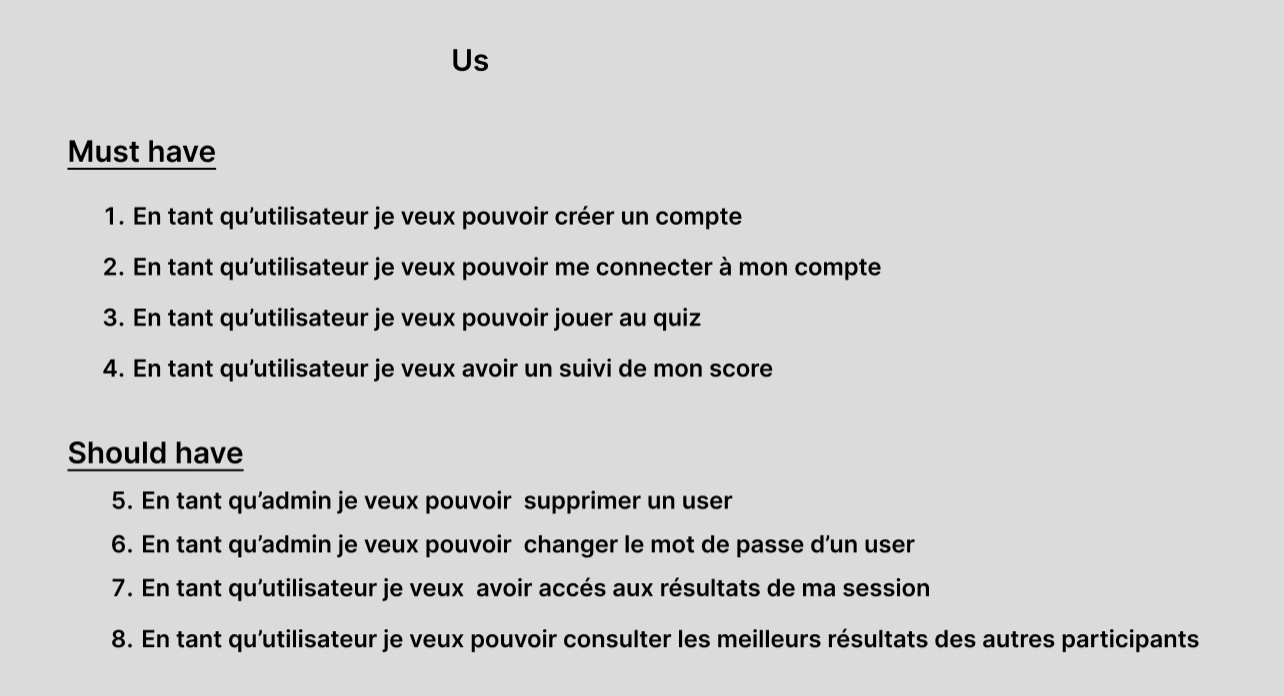 Us
Must have
1. En tant qu’utilisateur je veux pouvoir créer un compte
2. En tant qu’utilisateur je veux pouvoir me connecter à mon compte
3. En tant qu’utilisateur je veux pouvoir jouer au quiz
4. En tant qu’utilisateur je veux avoir un suivi de mon score
Should have
5. En tant qu’admin je veux pouvoir  supprimer un user
6. En tant qu’admin je veux pouvoir  changer le mot de passe d’un user
7. En tant qu’utilisateur je veux  avoir accés aux résultats de ma session
8. En tant qu’utilisateur je veux pouvoir consulter les meilleurs résultats des autres participants